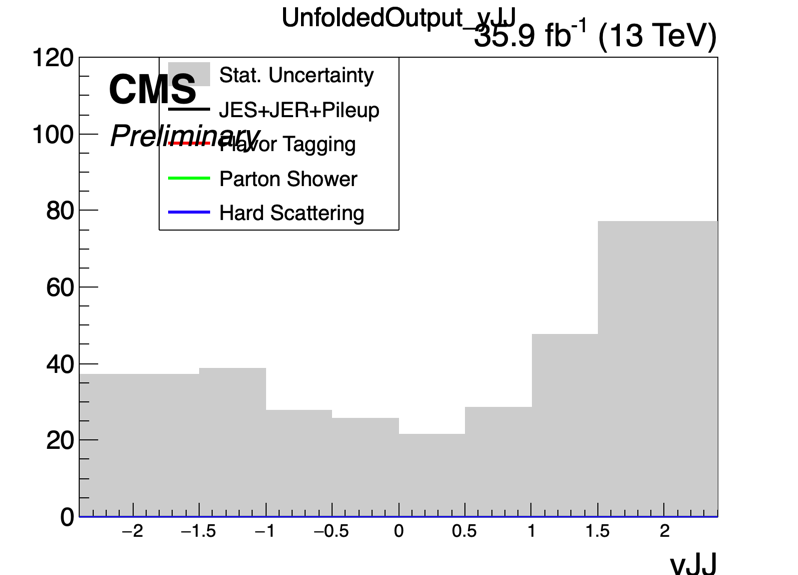 UnfoldedOutput_yJJ
35.9 fb⁻¹ (13 TeV)
CMS
Preliminary
Stat. Uncertainty
JES+JER+Pileup
Flavor Tagging
Parton Shower
Hard Scattering
120
100
80
60
40
20
0
−2 −1.5 −1 −0.5 0 0.5 1 1.5 2
yJJ